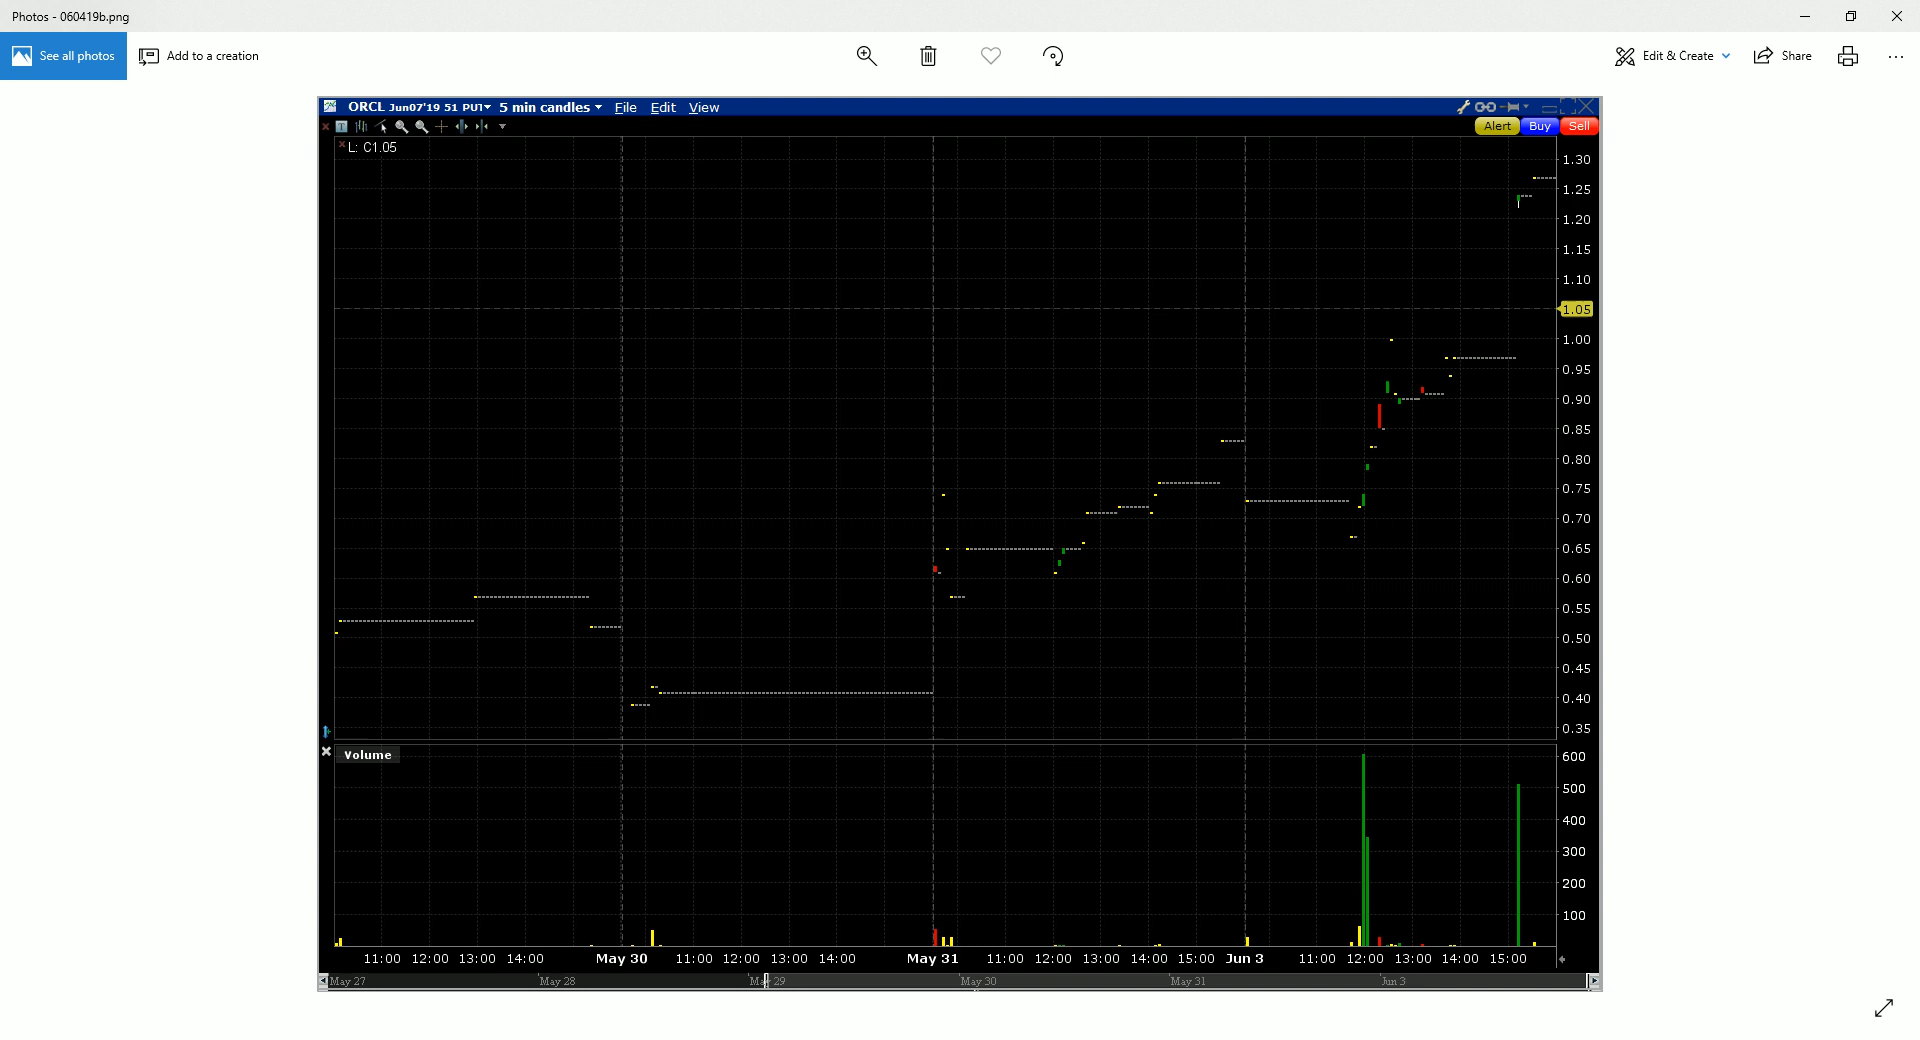 Photos - 060419b.png
See all photos
Add to a creation
Edit & Create
Share
ORCL Jun07'19 51 PUT 5 min candles File Edit View
Alert Buy Sell
L: C1.05
1.30
1.25
1.20
1.15
1.10
1.05
1.00
0.95
0.90
0.85
0.80
0.75
0.70
0.65
0.60
0.55
0.50
0.45
0.40
0.35
Volume
600
500
400
300
200
100
11:00 12:00 13:00 14:00 May 30 11:00 12:00 13:00 14:00 May 31 11:00 12:00 13:00 14:00 15:00 Jun 3 11:00 12:00 13:00 14:00 15:00
May 27 May 28 May 29 May 30 May 31 Jun 3